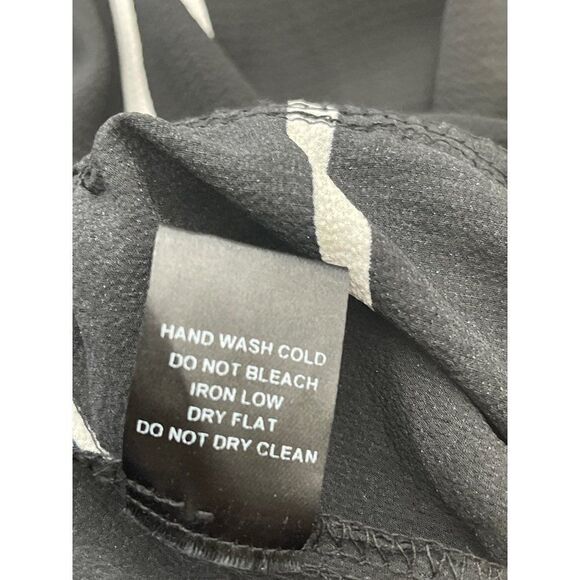 HAND WASH COLD
DO NOT BLEACH
IRON LOW
DRY FLAT
DO NOT DRY CLEAN